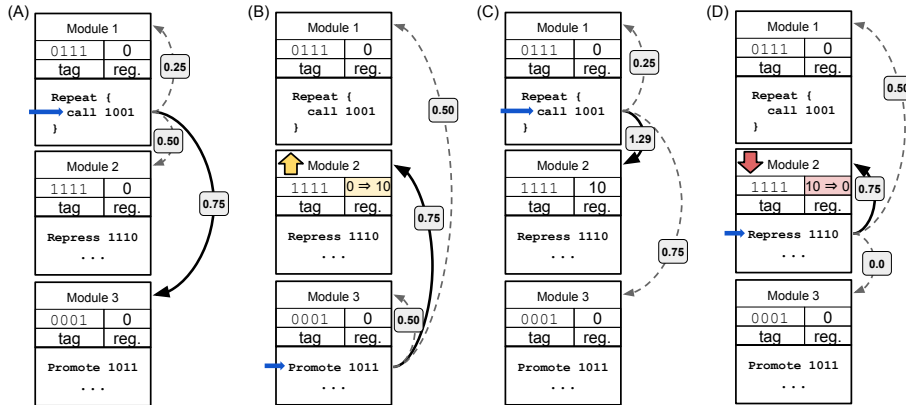 (A)
Module 1
0111 0
tag reg.
0.25
Repeat {
call 1001
}
0.50
Module 2
1111 0
tag reg.
0.75
Repress 1110
...
Module 3
0001 0
tag reg.
Promote 1011
...
(B)
Module 1
0111 0
tag reg.
Repeat {
call 1001
}
0.50
Module 2
1111 0 ⇒ 10
tag reg.
0.75
Repress 1110
...
Module 3
0001 0
0.50
tag reg.
Promote 1011
...
(C)
Module 1
0111 0
tag reg.
0.25
Repeat {
call 1001
}
1.29
Module 2
1111 10
tag reg.
Repress 1110
...
0.75
Module 3
0001 0
tag reg.
Promote 1011
...
(D)
Module 1
0111 0
tag reg.
0.50
Repeat {
call 1001
}
Module 2
1111 10 ⇒ 0
tag reg.
0.75
Repress 1110
...
0.0
Module 3
0001 0
tag reg.
Promote 1011
...